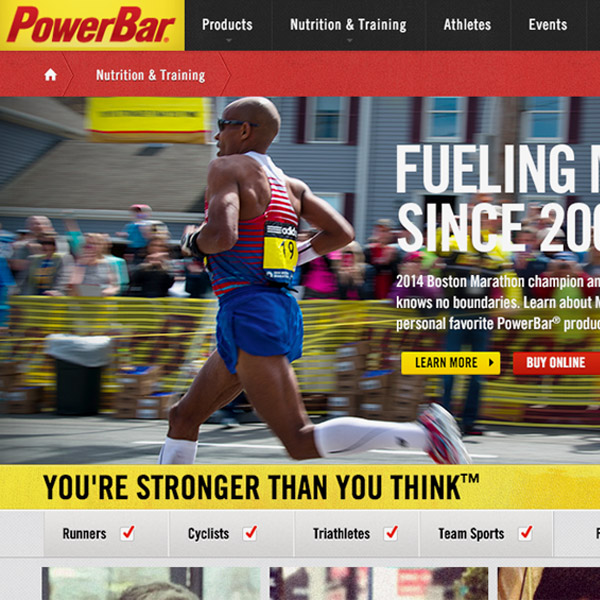 PowerBar®
Products
Nutrition & Training
Athletes
Events
Nutrition & Training
FUELING
SINCE 200
2014 Boston Marathon champion an
knows no boundaries. Learn about M
personal favorite PowerBar® produc
LEARN MORE
BUY ONLINE
adidas
19
YOU'RE STRONGER THAN YOU THINK™
Runners
Cyclists
Triathletes
Team Sports